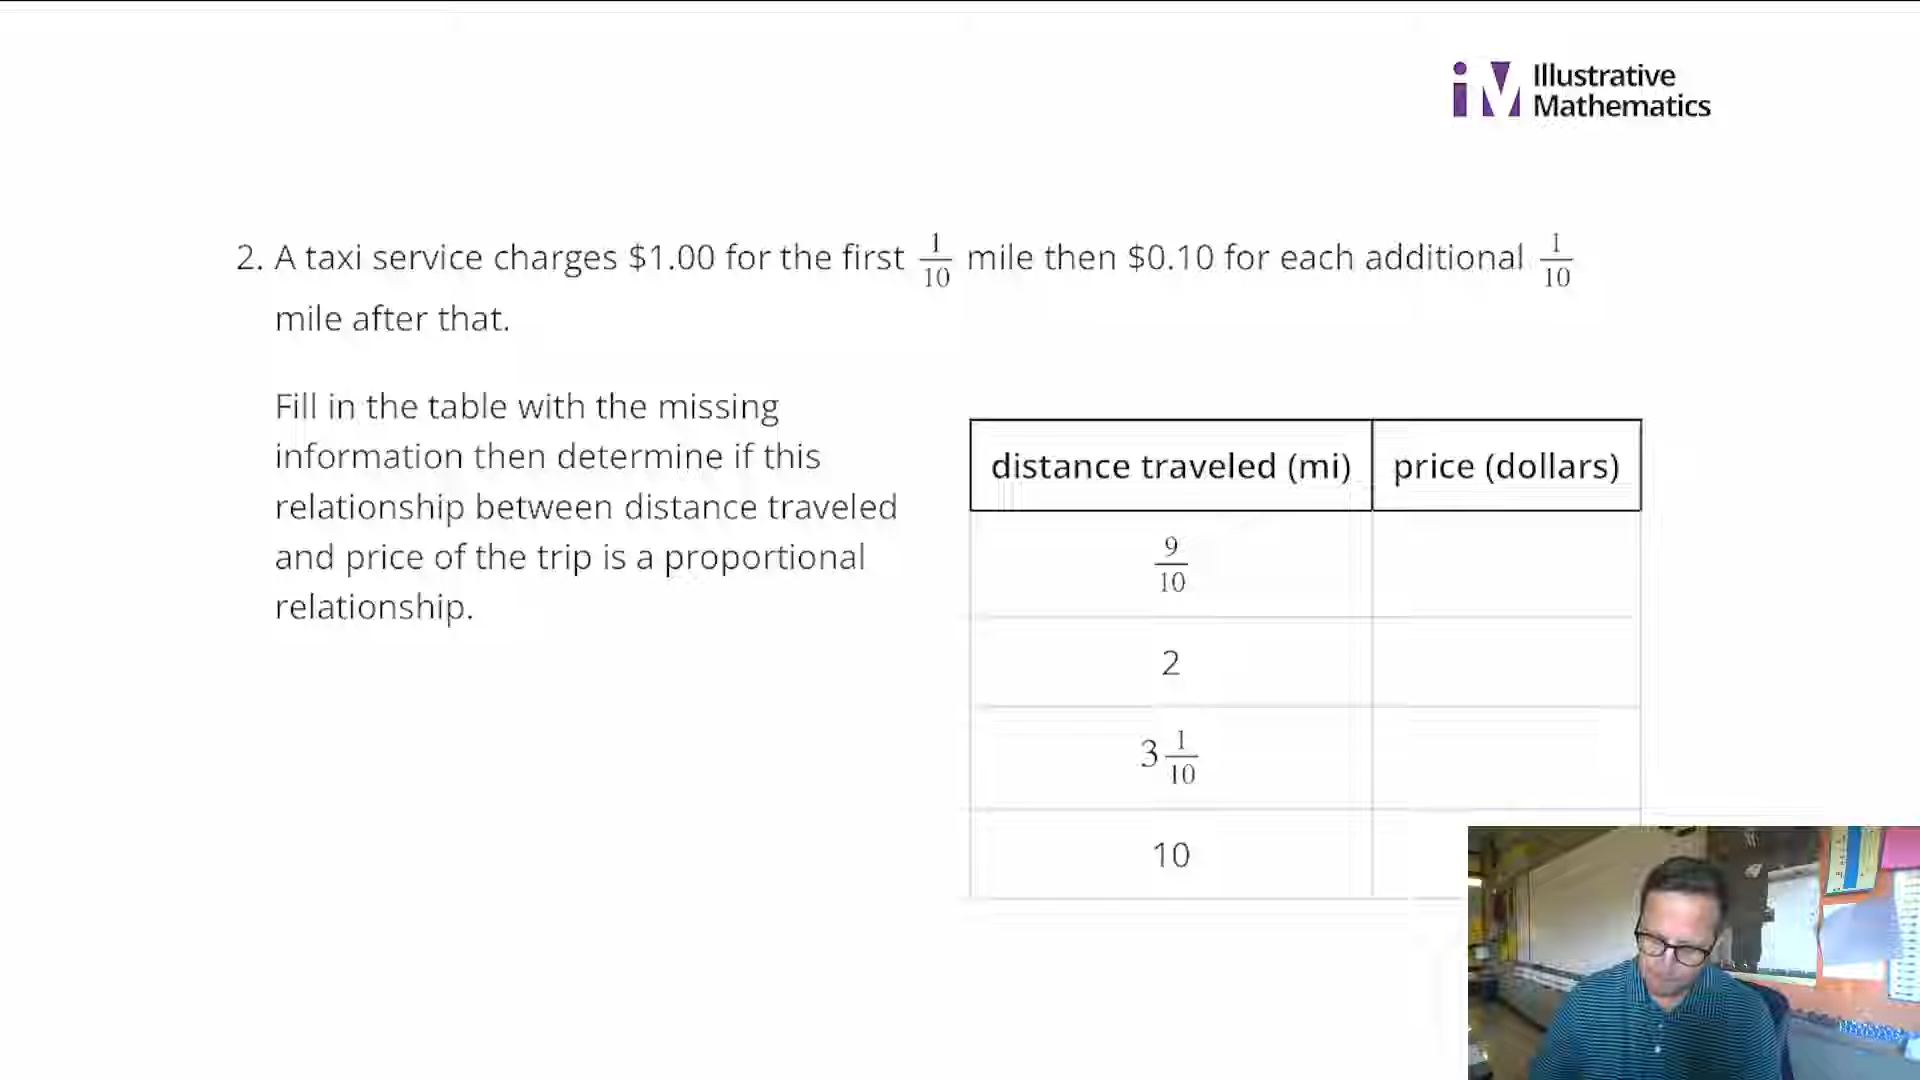 Illustrative
Mathematics
2. A taxi service charges $1.00 for the first 1/10 mile then $0.10 for each additional 1/10
mile after that.
Fill in the table with the missing
information then determine if this
relationship between distance traveled
and price of the trip is a proportional
relationship.
distance traveled (mi) price (dollars)
9/10
2
3 1/10
10